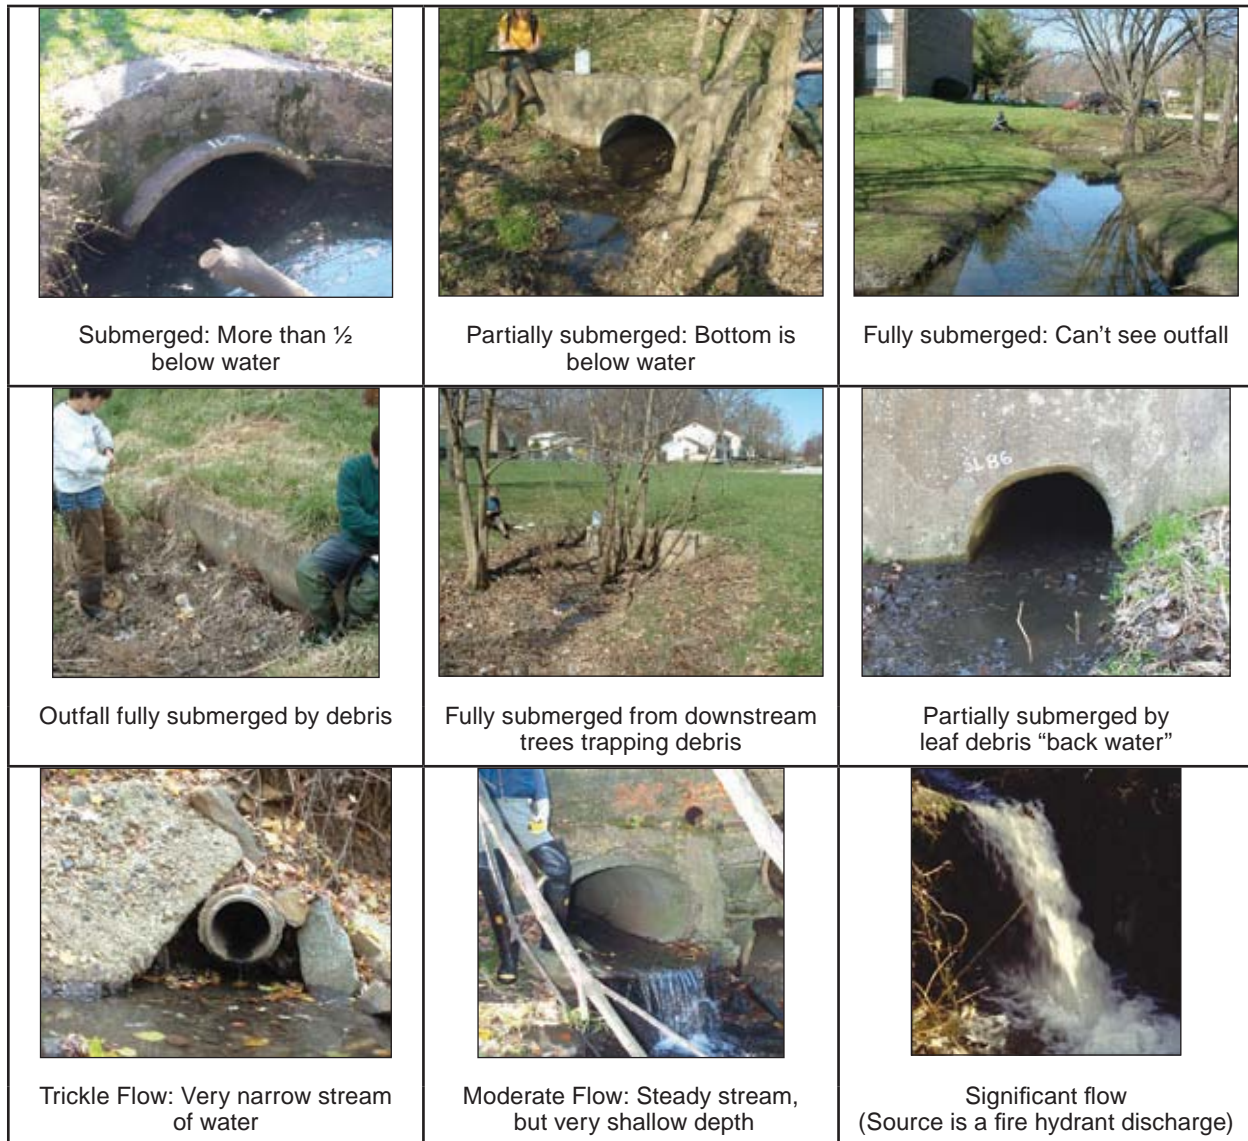 Submerged: More than ½
below water
Partially submerged: Bottom is
below water
Fully submerged: Can't see outfall
SL86
Outfall fully submerged by debris
Fully submerged from downstream
trees trapping debris
Partially submerged by
leaf debris “back water”
Trickle Flow: Very narrow stream
of water
Moderate Flow: Steady stream,
but very shallow depth
Significant flow
(Source is a fire hydrant discharge)